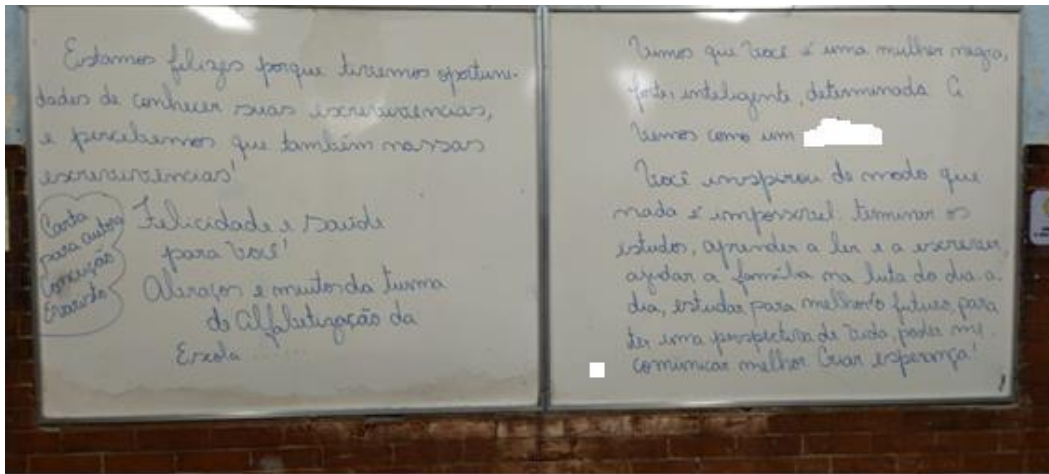 Estamos felizes porque tivemos oportuni-
dades de conhecer suas escrevivências,
e percebemos que também nossas
escrevivências!
Felicidade e saúde
para você!
Abraços e muitos da turma
de Alfabetização da
Escola ......
Carta
para autora
Conceição
Evaristo
Vimos que você é uma mulher negra,
forte, inteligente, determinada. A
vemos como um
Você inspirou de modo que
nada é impossível terminar os
estudos, aprender a ler e a escrever
ajudar a família na luta do dia a
dia, estudar para melhor o futuro, para
ter uma perspectiva de vida, poder me
comunicar melhor. Criar esperança!